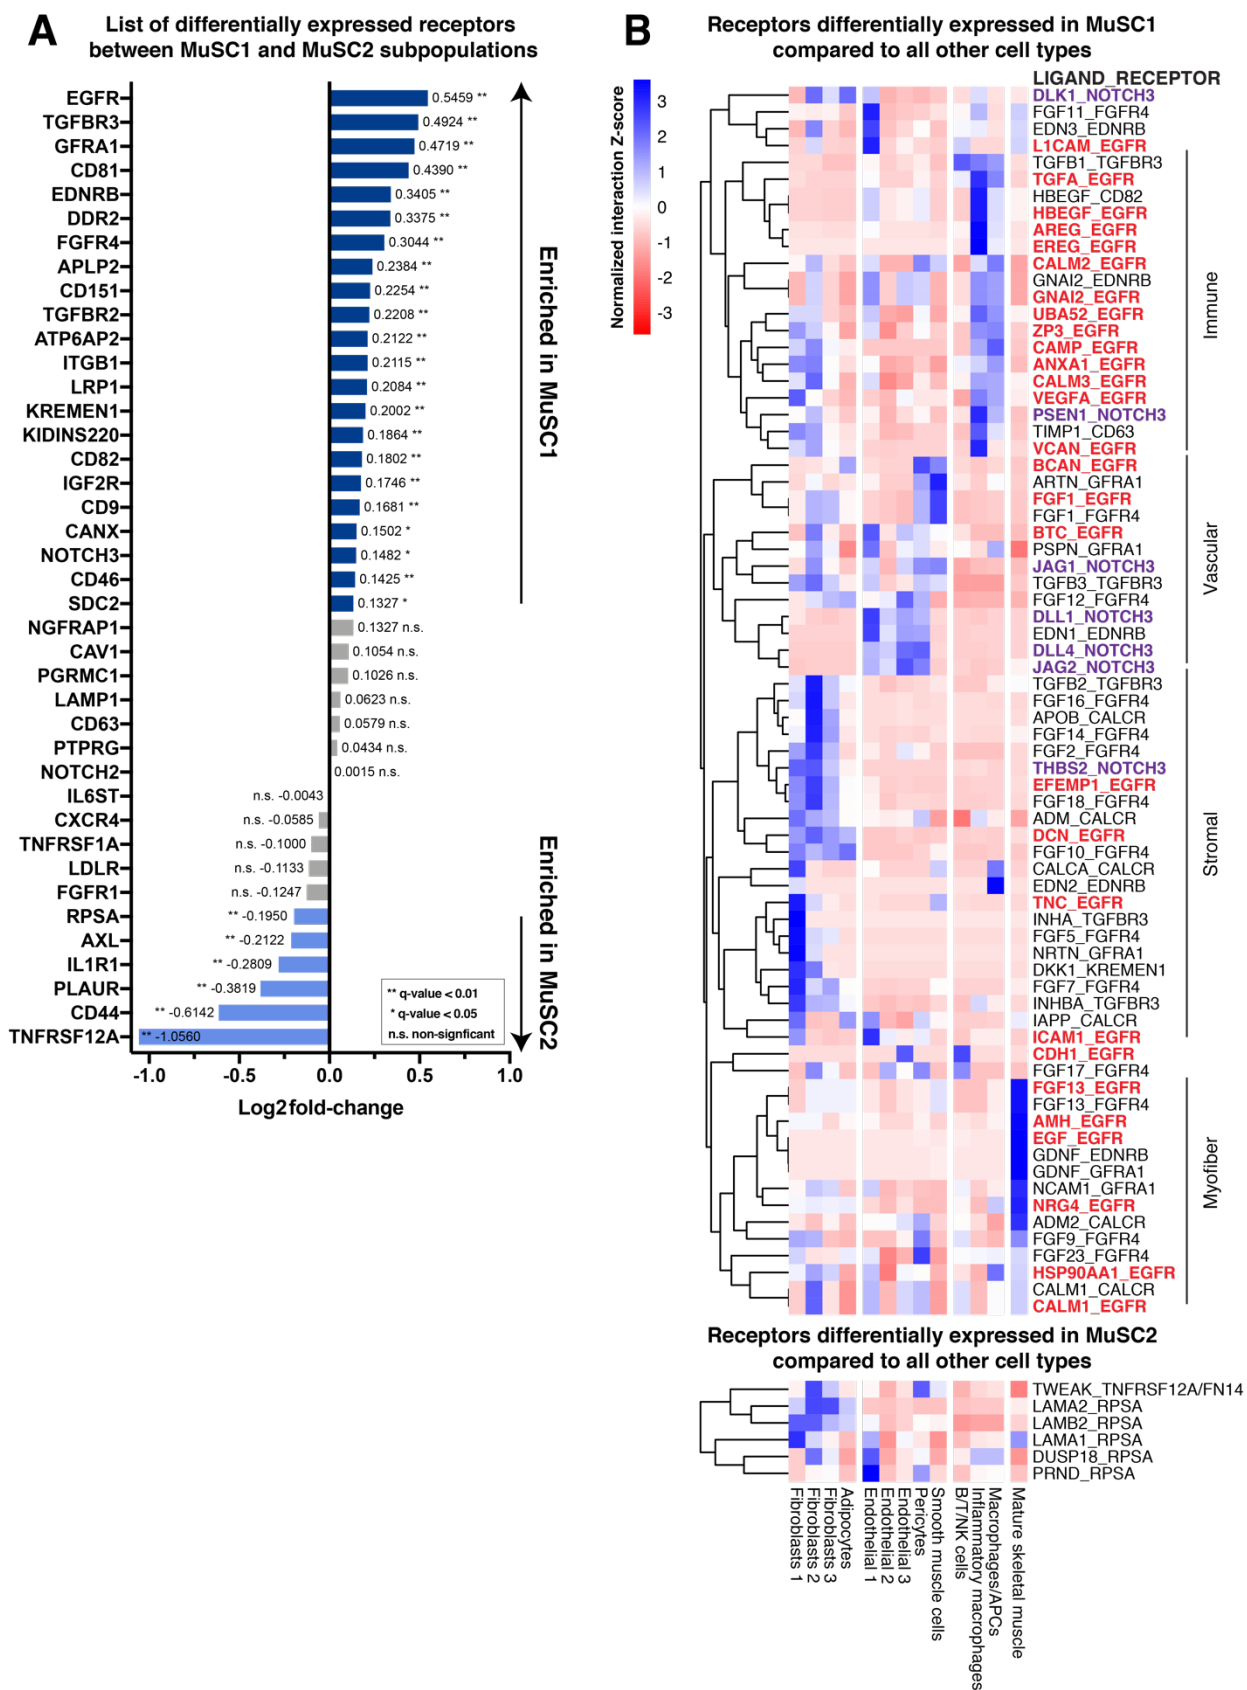 A
List of differentially expressed receptors
between MuSC1 and MuSC2 subpopulations
EGFR 0.5459 **
TGFBR3 0.4924 **
GFRA1 0.4719 **
CD81 0.4390 **
EDNRB 0.3405 **
DDR2 0.3375 **
FGFR4 0.3044 **
APLP2 0.2384 **
CD151 0.2254 **
TGFBR2 0.2208 **
ATP6AP2 0.2122 **
ITGB1 0.2115 **
LRP1 0.2084 **
KREMEN1 0.2002 **
KIDINS220 0.1864 **
CD82 0.1802 **
IGF2R 0.1746 **
CD9 0.1681 **
CANX 0.1502 *
NOTCH3 0.1482 *
CD46 0.1425 **
SDC2 0.1327 *
NGFRAP1 0.1327 n.s.
CAV1 0.1054 n.s.
PGRMC1 0.1026 n.s.
LAMP1 0.0623 n.s.
CD63 0.0579 n.s.
PTPRG 0.0434 n.s.
NOTCH2 0.0015 n.s.
IL6ST n.s. -0.0043
CXCR4 n.s. -0.0585
TNFRSF1A n.s. -0.1000
LDLR n.s. -0.1133
FGFR1 n.s. -0.1247
RPSA ** -0.1950
AXL ** -0.2122
IL1R1 ** -0.2809
PLAUR ** -0.3819
CD44 ** -0.6142
TNFRSF12A ** -1.0560
Enriched in MuSC1
Enriched in MuSC2
** q-value < 0.01
* q-value < 0.05
n.s. non-signficant
-1.0 -0.5 0.0 0.5 1.0
Log2fold-change
B
Receptors differentially expressed in MuSC1
compared to all other cell types
Normalized interaction Z-score
3
2
1
0
-1
-2
-3
LIGAND_RECEPTOR
DLK1_NOTCH3
FGF11_FGFR4
EDN3_EDNRB
L1CAM_EGFR
TGFB1_TGFBR3
TGFA_EGFR
HBEGF_CD82
HBEGF_EGFR
AREG_EGFR
EREG_EGFR
CALM2_EGFR
GNAI2_EDNRB
GNAI2_EGFR
UBA52_EGFR
ZP3_EGFR
CAMP_EGFR
ANXA1_EGFR
CALM3_EGFR
VEGFA_EGFR
PSEN1_NOTCH3
TIMP1_CD63
VCAN_EGFR
BCAN_EGFR
ARTN_GFRA1
FGF1_EGFR
FGF1_FGFR4
BTC_EGFR
PSPN_GFRA1
JAG1_NOTCH3
TGFB3_TGFBR3
FGF12_FGFR4
DLL1_NOTCH3
EDN1_EDNRB
DLL4_NOTCH3
JAG2_NOTCH3
TGFB2_TGFBR3
FGF16_FGFR4
APOB_CALCR
FGF14_FGFR4
FGF2_FGFR4
THBS2_NOTCH3
EFEMP1_EGFR
FGF18_FGFR4
ADM_CALCR
DCN_EGFR
FGF10_FGFR4
CALCA_CALCR
EDN2_EDNRB
TNC_EGFR
INHA_TGFBR3
FGF5_FGFR4
NRTN_GFRA1
DKK1_KREMEN1
FGF7_FGFR4
INHBA_TGFBR3
IAPP_CALCR
ICAM1_EGFR
CDH1_EGFR
FGF17_FGFR4
FGF13_EGFR
FGF13_FGFR4
AMH_EGFR
EGF_EGFR
GDNF_EDNRB
GDNF_GFRA1
NCAM1_GFRA1
NRG4_EGFR
ADM2_CALCR
FGF9_FGFR4
FGF23_FGFR4
HSP90AA1_EGFR
CALM1_CALCR
CALM1_EGFR
Immune
Vascular
Stromal
Myofiber
Receptors differentially expressed in MuSC2
compared to all other cell types
TWEAK_TNFRSF12A/FN14
LAMA2_RPSA
LAMB2_RPSA
LAMA1_RPSA
DUSP18_RPSA
PRND_RPSA
Fibroblasts 1
Fibroblasts 2
Fibroblasts 3
Adipocytes
Endothelial 1
Endothelial 2
Endothelial 3
Pericytes
Smooth muscle cells
B/T/NK cells
Inflammatory macrophages
Macrophages/APCs
Mature skeletal muscle